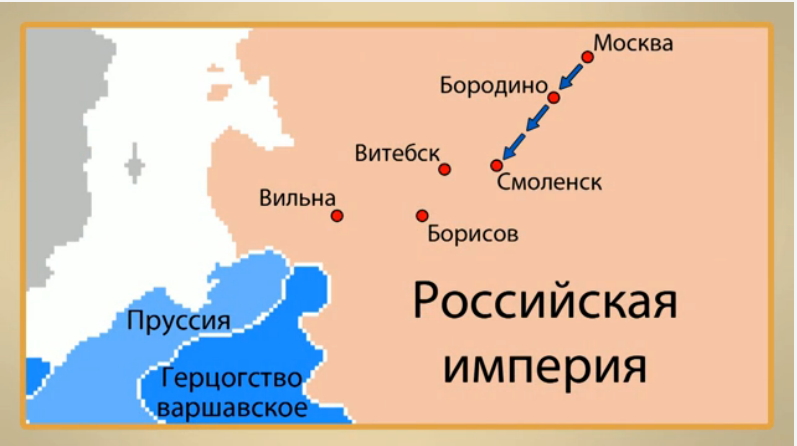 Москва
Бородино
Витебск
Смоленск
Вильна
Борисов
Российская
империя
Пруссия
Герцогство
варшавское